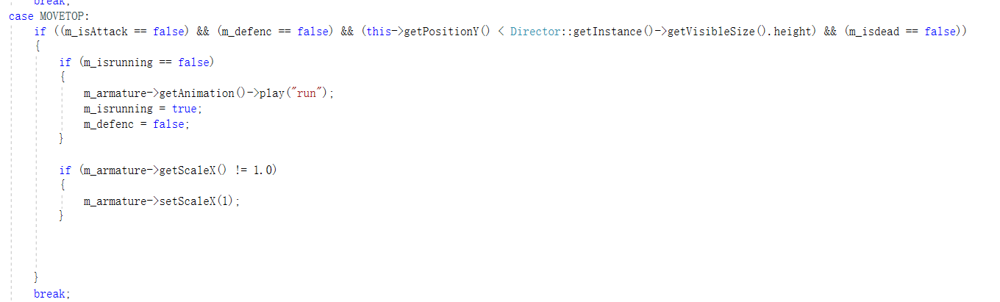 break;
case MOVETOP:
if ((m_isAttack == false) && (m_defenc == false) && (this->getPositionY() < Director::getInstance()->getVisibleSize().height) && (m_isdead == false))
{
if (m_isrunning == false)
{
m_armature->getAnimation()->play("run");
m_isrunning = true;
m_defenc = false;
}
if (m_armature->getScaleX() != 1.0)
{
m_armature->setScaleX(1);
}
}
break;